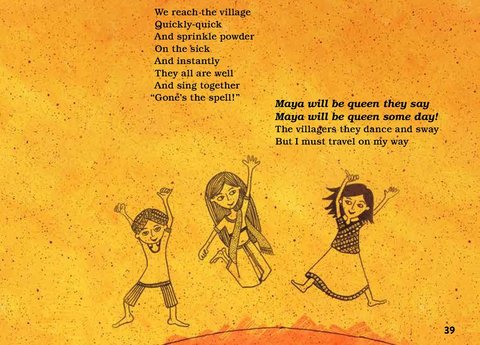 We reach the village
Quickly-quick
And sprinkle powder
On the sick
And instantly
They all are well
And sing together
“Gone’s the spell!”
Maya will be queen they say
Maya will be queen some day!
The villagers they dance and sway
But I must travel on my way
39